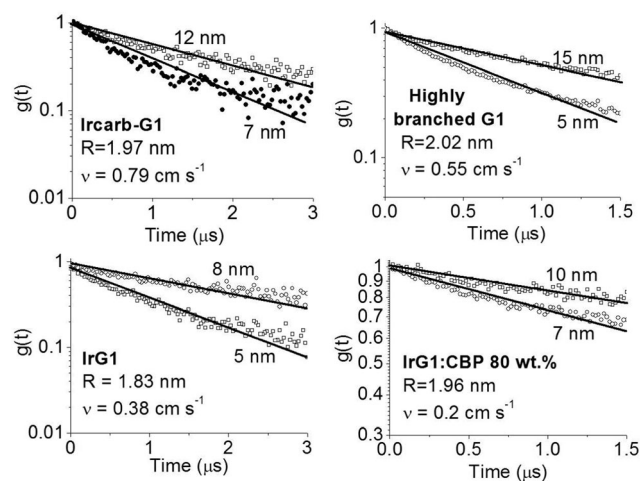 1
0.1
0.01
g(t)
12 nm
7 nm
Ircarb-G1
R=1.97 nm
ν = 0.79 cm s⁻¹
0 1 2 3
Time (μs)
1
0.1
g(t)
15 nm
5 nm
Highly
branched G1
R=2.02 nm
ν = 0.55 cm s⁻¹
0.0 0.5 1.0 1.5
Time (μs)
1
0.1
0.01
g(t)
8 nm
5 nm
IrG1
R = 1.83 nm
ν = 0.38 cm s⁻¹
0 1 2 3
Time (μs)
1
0.9
0.8
0.7
0.6
0.5
0.4
0.3
g(t)
10 nm
7 nm
IrG1:CBP 80 wt.%
R=1.96 nm
ν = 0.2 cm s⁻¹
0.0 0.5 1.0 1.5
Time (μs)